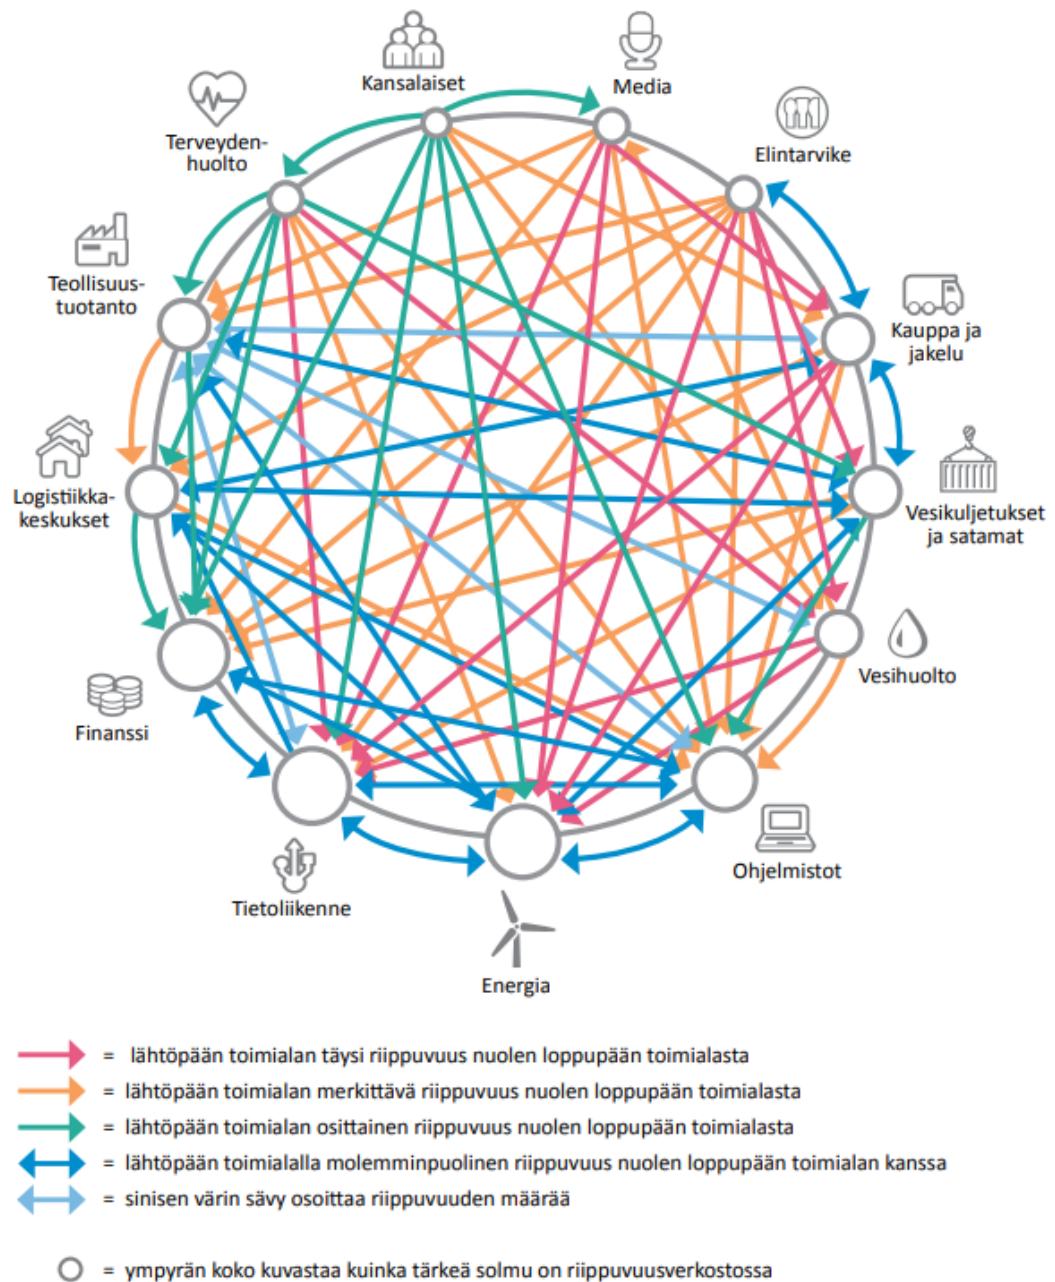 Kansalaiset
Media
Terveyden-
huolto
Elintarvike
Teollisuus-
tuotanto
Kauppa ja
jakelu
Logistiikka-
keskukset
Vesikuljetukset
ja satamat
Vesihuolto
Finanssi
Ohjelmistot
Tietoliikenne
Energia
= lähtöpään toimialan täysi riippuvuus nuolen loppupään toimialasta
= lähtöpään toimialan merkittävä riippuvuus nuolen loppupään toimialasta
= lähtöpään toimialan osittainen riippuvuus nuolen loppupään toimialasta
= lähtöpään toimialalla molemminpuolinen riippuvuus nuolen loppupään toimialan kanssa
= sinisen värin sävy osoittaa riippuvuuden määrää
= ympyrän koko kuvastaa kuinka tärkeä solmu on riippuvuusverkostossa